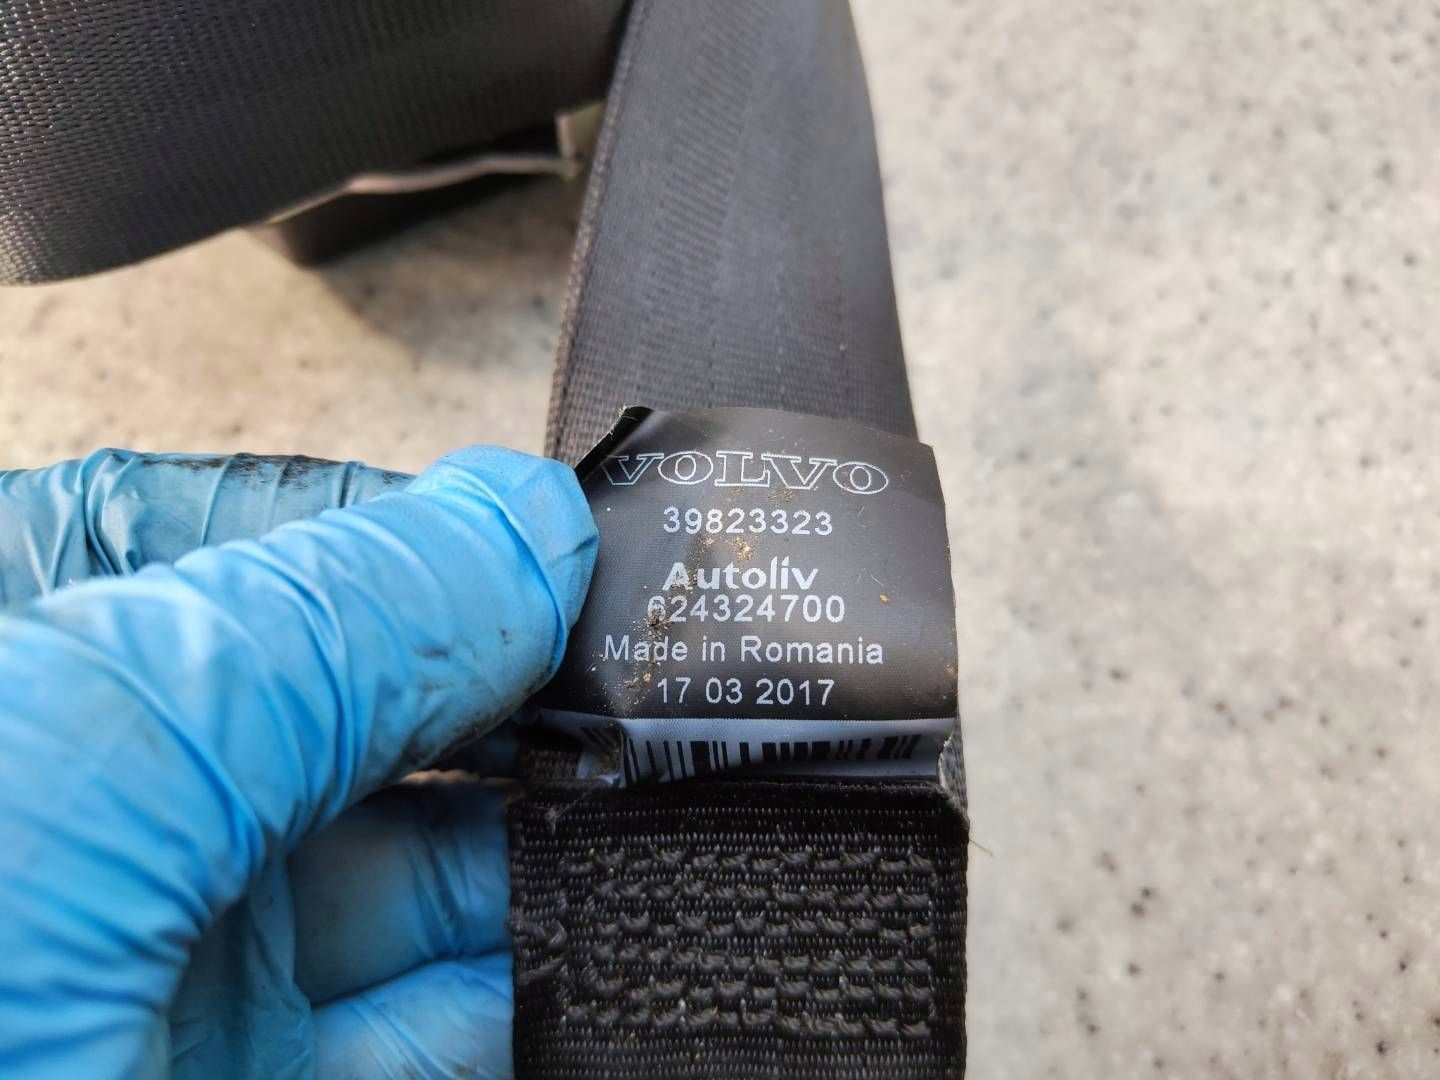 VOLVO
39823323
Autoliv
624324700
Made in Romania
17 03 2017